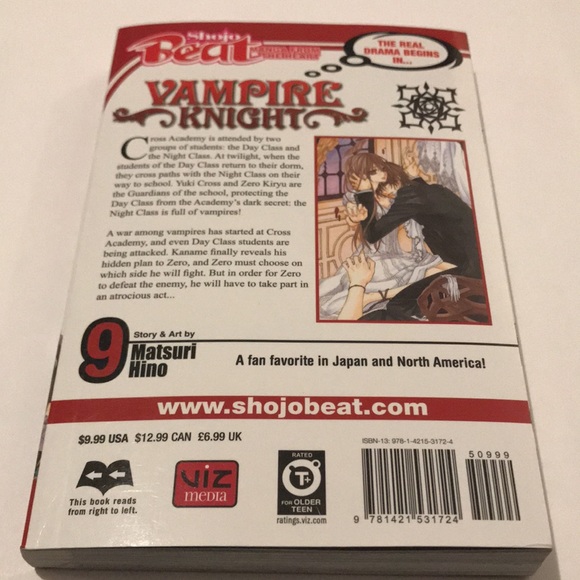 Shojo
Beat
MANGA FROM
THE HEART
THE REAL
DRAMA BEGINS
IN...
VAMPIRE
KNIGHT
Cross Academy is attended by two
groups of students: the Day Class and
the Night Class. At twilight, when the
students of the Day Class return to their dorm,
they cross paths with the Night Class on their
way to school. Yuki Cross and Zero Kiryu are
the Guardians of the school, protecting the
Day Class from the Academy's dark secret: the
Night Class is full of vampires!
A war among vampires has started at Cross
Academy, and even Day Class students are
being attacked. Kaname finally reveals his
hidden plan to Zero, and Zero must choose on
which side he will fight. But in order for Zero
to defeat the enemy, he will have to take part in
an atrocious act...
9
Story & Art by
Matsuri
Hino
A fan favorite in Japan and North America!
www.shojobeat.com
$9.99 USA $12.99 CAN £6.99 UK
This book reads
from right to left.
viz
media
RATED
T+
FOR OLDER
TEEN
ratings.viz.com
ISBN-13: 978-1-4215-3172-4
50999
9 781421 531724